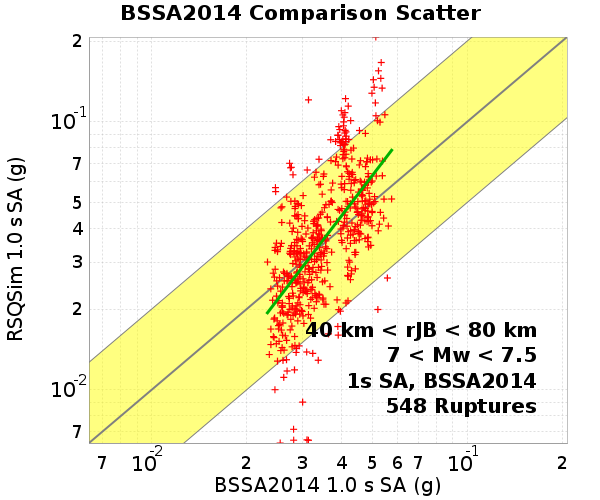 BSSA2014 Comparison Scatter
RSQSim 1.0 s SA (g)
2
10-1
7
5
4
3
2
10-2
7
40 km < rJB < 80 km
7 < Mw < 7.5
1s SA, BSSA2014
548 Ruptures
7 10-2 2 3 4 5 6 7 10-1 2
BSSA2014 1.0 s SA (g)